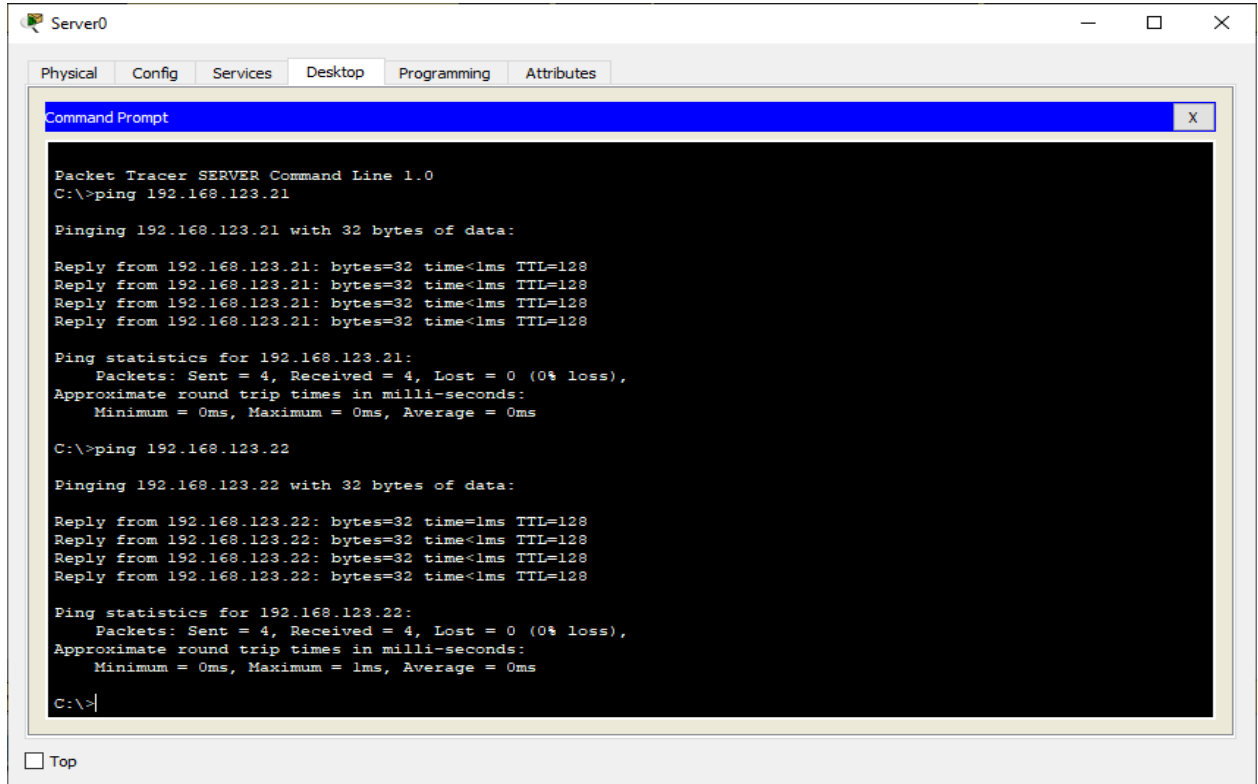 Server0
Physical Config Services Desktop Programming Attributes
Command Prompt X
Packet Tracer SERVER Command Line 1.0
C:\>ping 192.168.123.21
Pinging 192.168.123.21 with 32 bytes of data:
Reply from 192.168.123.21: bytes=32 time<1ms TTL=128
Reply from 192.168.123.21: bytes=32 time<1ms TTL=128
Reply from 192.168.123.21: bytes=32 time<1ms TTL=128
Reply from 192.168.123.21: bytes=32 time<1ms TTL=128
Ping statistics for 192.168.123.21:
Packets: Sent = 4, Received = 4, Lost = 0 (0% loss),
Approximate round trip times in milli-seconds:
Minimum = 0ms, Maximum = 0ms, Average = 0ms
C:\>ping 192.168.123.22
Pinging 192.168.123.22 with 32 bytes of data:
Reply from 192.168.123.22: bytes=32 time=1ms TTL=128
Reply from 192.168.123.22: bytes=32 time<1ms TTL=128
Reply from 192.168.123.22: bytes=32 time<1ms TTL=128
Reply from 192.168.123.22: bytes=32 time<1ms TTL=128
Ping statistics for 192.168.123.22:
Packets: Sent = 4, Received = 4, Lost = 0 (0% loss),
Approximate round trip times in milli-seconds:
Minimum = 0ms, Maximum = 1ms, Average = 0ms
C:\>
Top